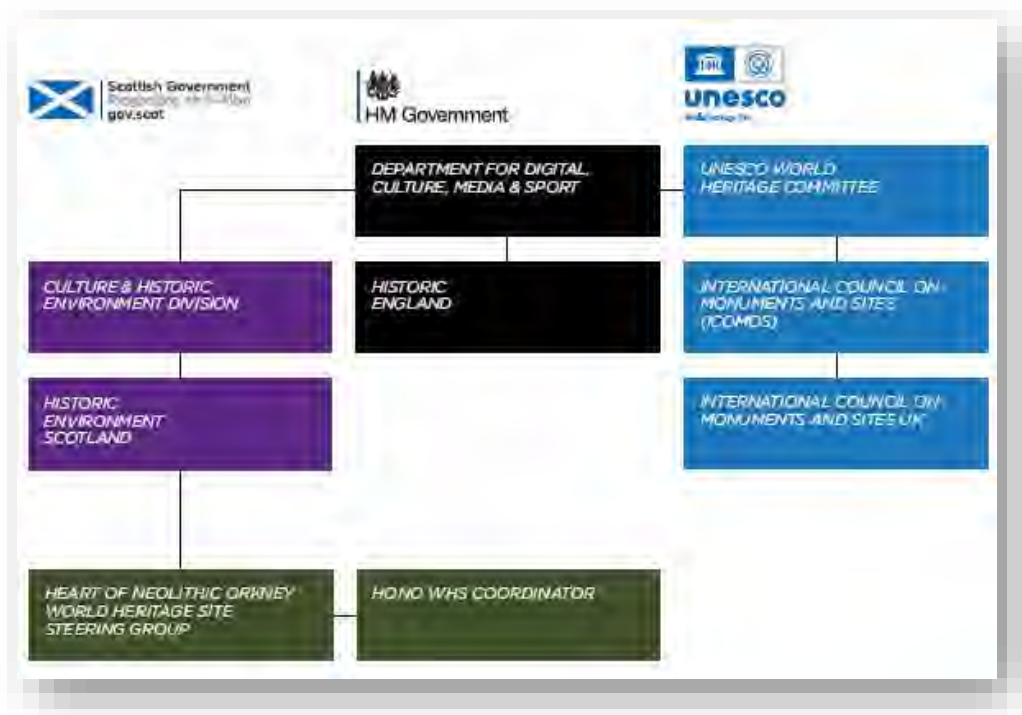 Scottish Government
gov.scot
HM Government
unesco
DEPARTMENT FOR DIGITAL,
CULTURE, MEDIA & SPORT
UNESCO WORLD
HERITAGE COMMITTEE
CULTURE & HISTORIC
ENVIRONMENT DIVISION
HISTORIC
ENGLAND
INTERNATIONAL COUNCIL ON
MONUMENTS AND SITES
(ICOMOS)
HISTORIC
ENVIRONMENT
SCOTLAND
INTERNATIONAL COUNCIL ON
MONUMENTS AND SITES UK
HEART OF NEOLITHIC ORKNEY
WORLD HERITAGE SITE
STEERING GROUP
HONO WHS COORDINATOR